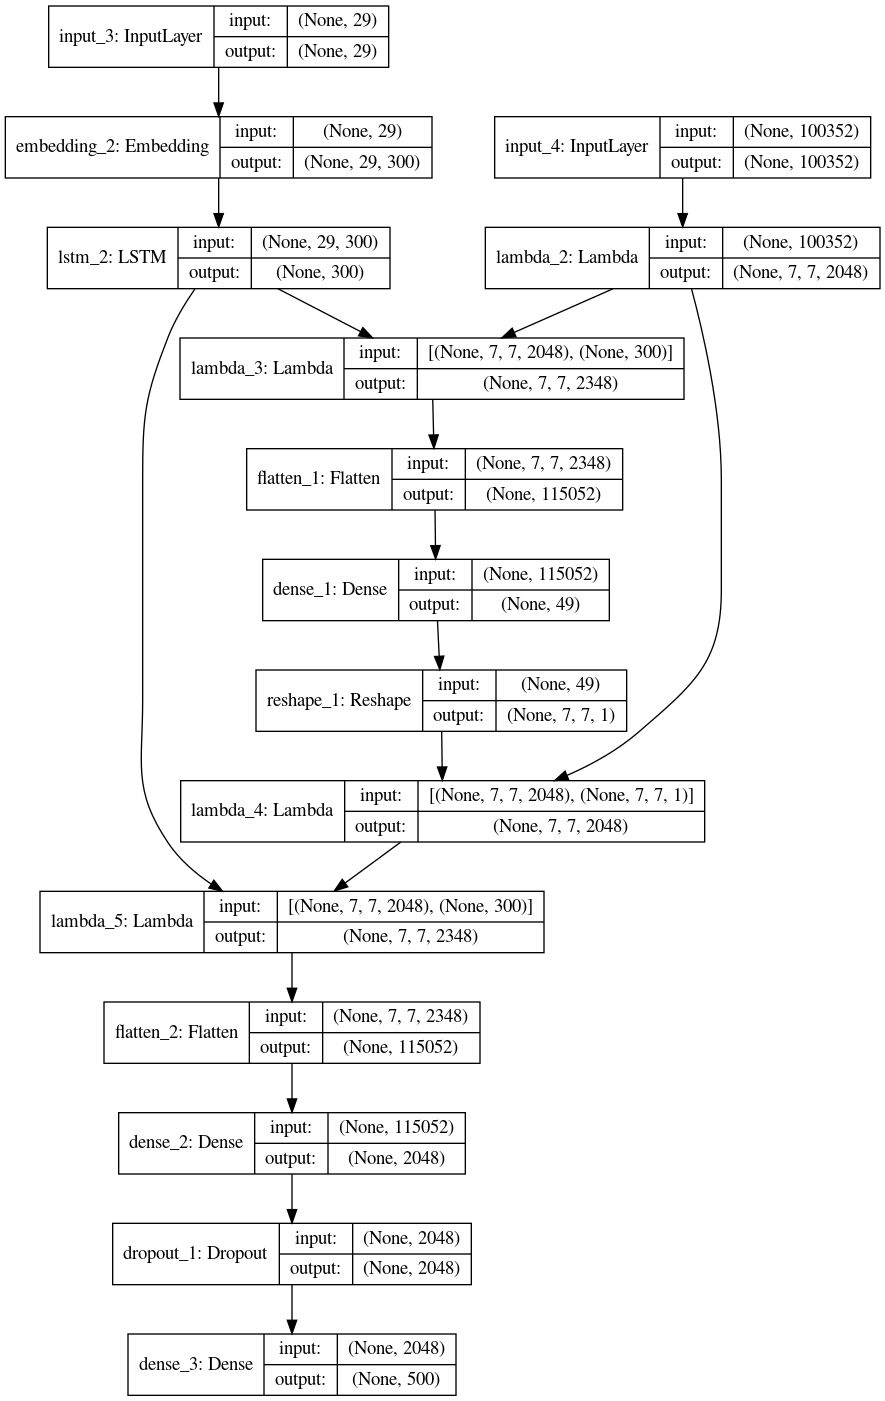 input_3: InputLayer
input: (None, 29)
output: (None, 29)
embedding_2: Embedding
input: (None, 29)
output: (None, 29, 300)
input_4: InputLayer
input: (None, 100352)
output: (None, 100352)
lstm_2: LSTM
input: (None, 29, 300)
output: (None, 300)
lambda_2: Lambda
input: (None, 100352)
output: (None, 7, 7, 2048)
lambda_3: Lambda
input: [(None, 7, 7, 2048), (None, 300)]
output: (None, 7, 7, 2348)
flatten_1: Flatten
input: (None, 7, 7, 2348)
output: (None, 115052)
dense_1: Dense
input: (None, 115052)
output: (None, 49)
reshape_1: Reshape
input: (None, 49)
output: (None, 7, 7, 1)
lambda_4: Lambda
input: [(None, 7, 7, 2048), (None, 7, 7, 1)]
output: (None, 7, 7, 2048)
lambda_5: Lambda
input: [(None, 7, 7, 2048), (None, 300)]
output: (None, 7, 7, 2348)
flatten_2: Flatten
input: (None, 7, 7, 2348)
output: (None, 115052)
dense_2: Dense
input: (None, 115052)
output: (None, 2048)
dropout_1: Dropout
input: (None, 2048)
output: (None, 2048)
dense_3: Dense
input: (None, 2048)
output: (None, 500)